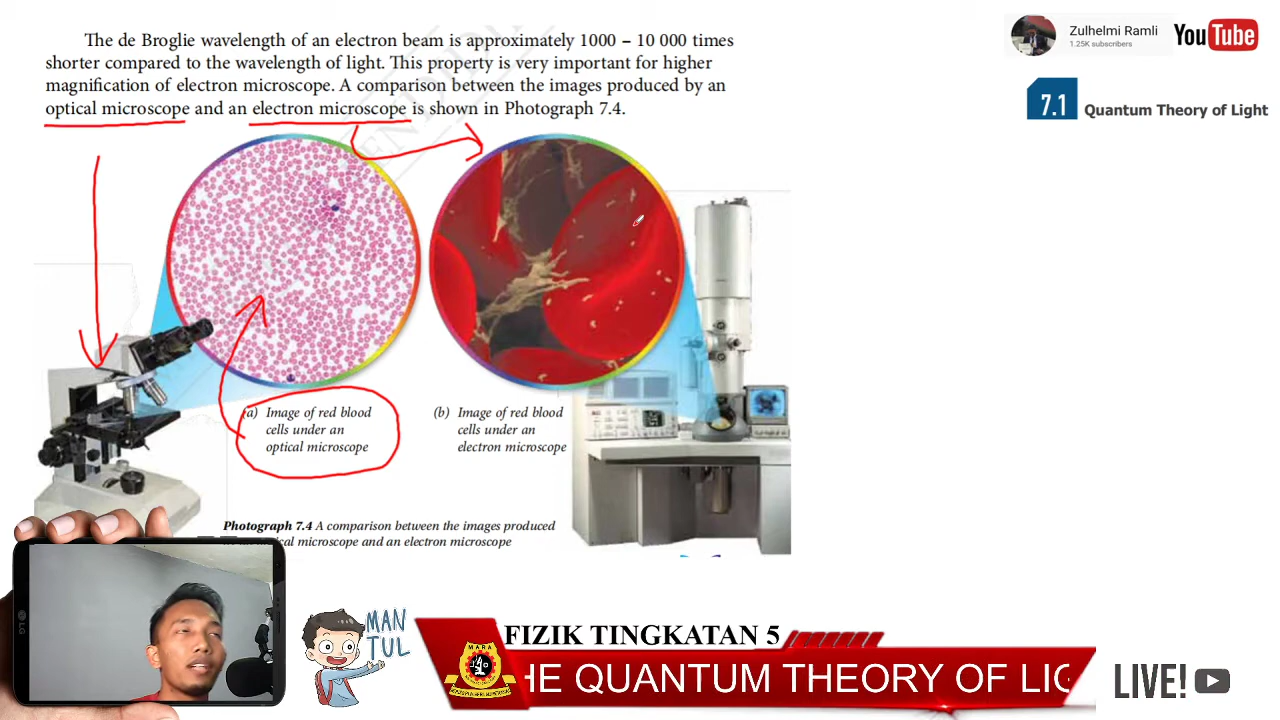 The de Broglie wavelength of an electron beam is approximately 1000 – 10 000 times
shorter compared to the wavelength of light. This property is very important for higher
magnification of electron microscope. A comparison between the images produced by an
optical microscope and an electron microscope is shown in Photograph 7.4.
Zulhelmi Ramli
1.25K subscribers
YouTube
7.1 Quantum Theory of Light
(a) Image of red blood
cells under an
optical microscope
(b) Image of red blood
cells under an
electron microscope
Photograph 7.4 A comparison between the images produced
microscope and an electron microscope
LG
MAN
TUL
MARA
FIZIK TINGKATAN 5
HE QUANTUM THEORY OF LIG
LIVE!